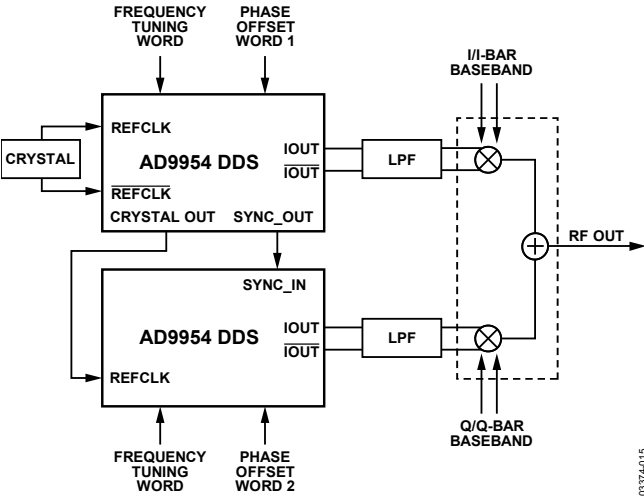 FREQUENCY
TUNING
WORD
PHASE
OFFSET
WORD 1
I/I-BAR
BASEBAND
CRYSTAL
REFCLK
AD9954 DDS
REFCLK
CRYSTAL OUT
SYNC_OUT
IOUT
IOUT
LPF
RF OUT
SYNC_IN
AD9954 DDS
REFCLK
IOUT
IOUT
LPF
FREQUENCY
TUNING
WORD
PHASE
OFFSET
WORD 2
Q/Q-BAR
BASEBAND
03374-015